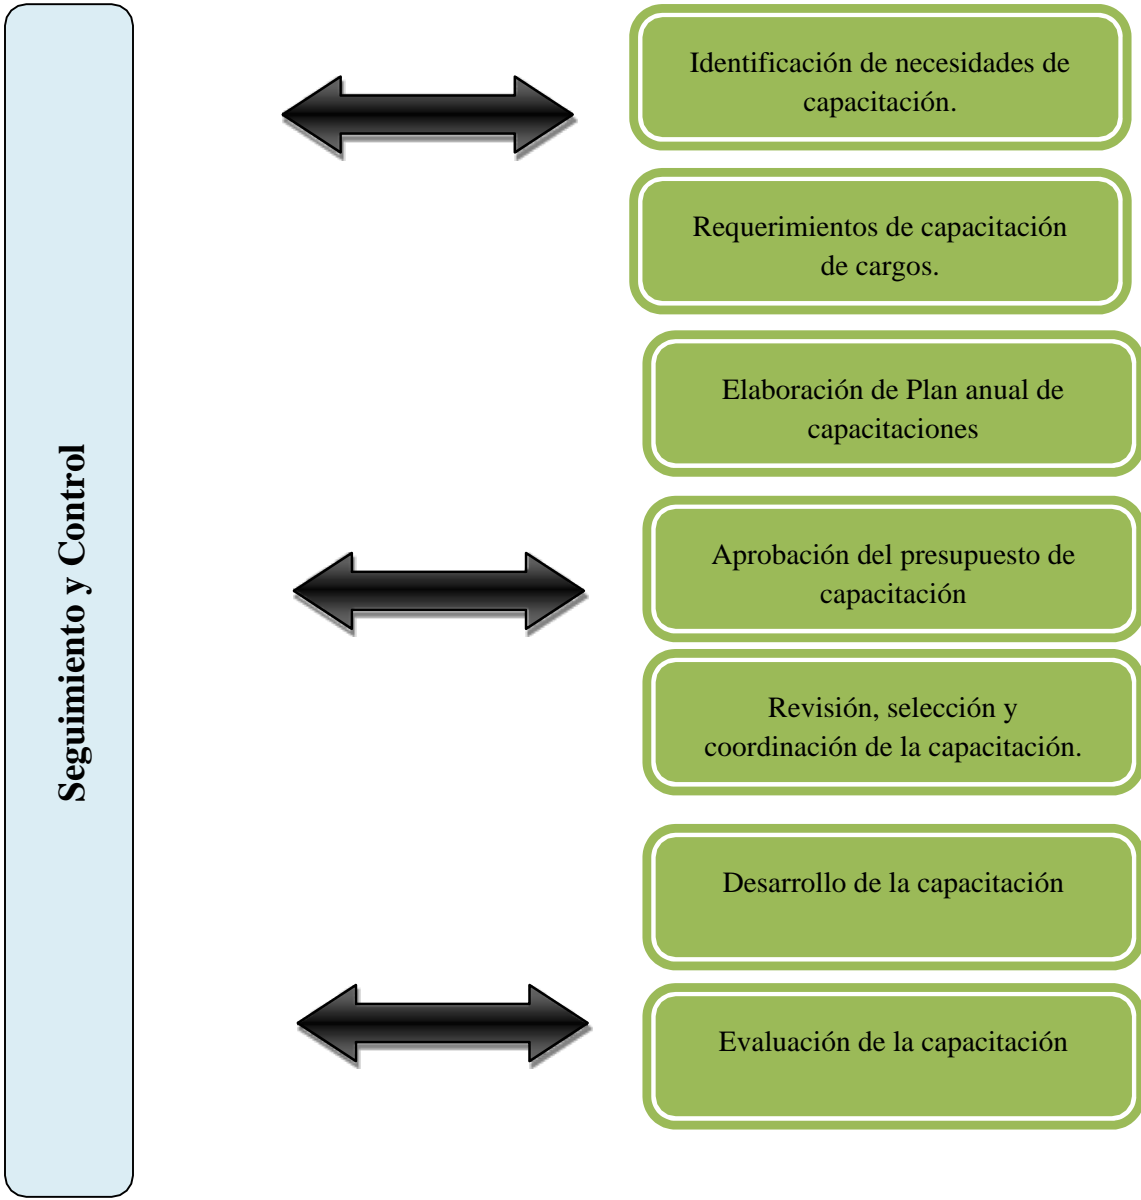 Seguimiento y Control
Identificación de necesidades de
capacitación.
Requerimientos de capacitación
de cargos.
Elaboración de Plan anual de
capacitaciones
Aprobación del presupuesto de
capacitación
Revisión, selección y
coordinación de la capacitación.
Desarrollo de la capacitación
Evaluación de la capacitación